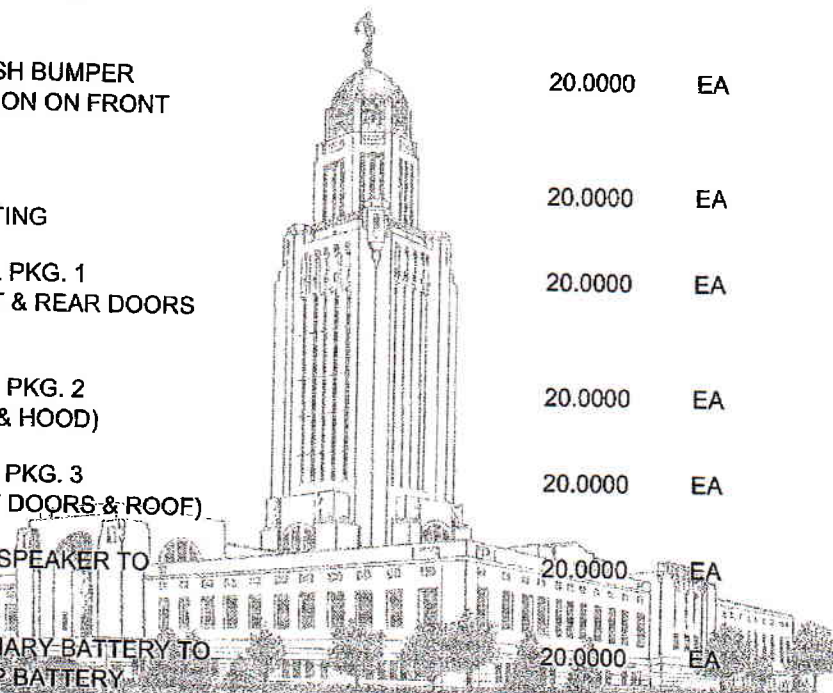 SH BUMPER 20.0000 EA
ON ON FRONT
TING 20.0000 EA
PKG. 1 20.0000 EA
& REAR DOORS
PKG. 2 20.0000 EA
& HOOD)
PKG. 3 20.0000 EA
DOORS & ROOF)
SPEAKER TO 20.0000 EA
ARY BATTERY TO 20.0000 EA
P BATTERY